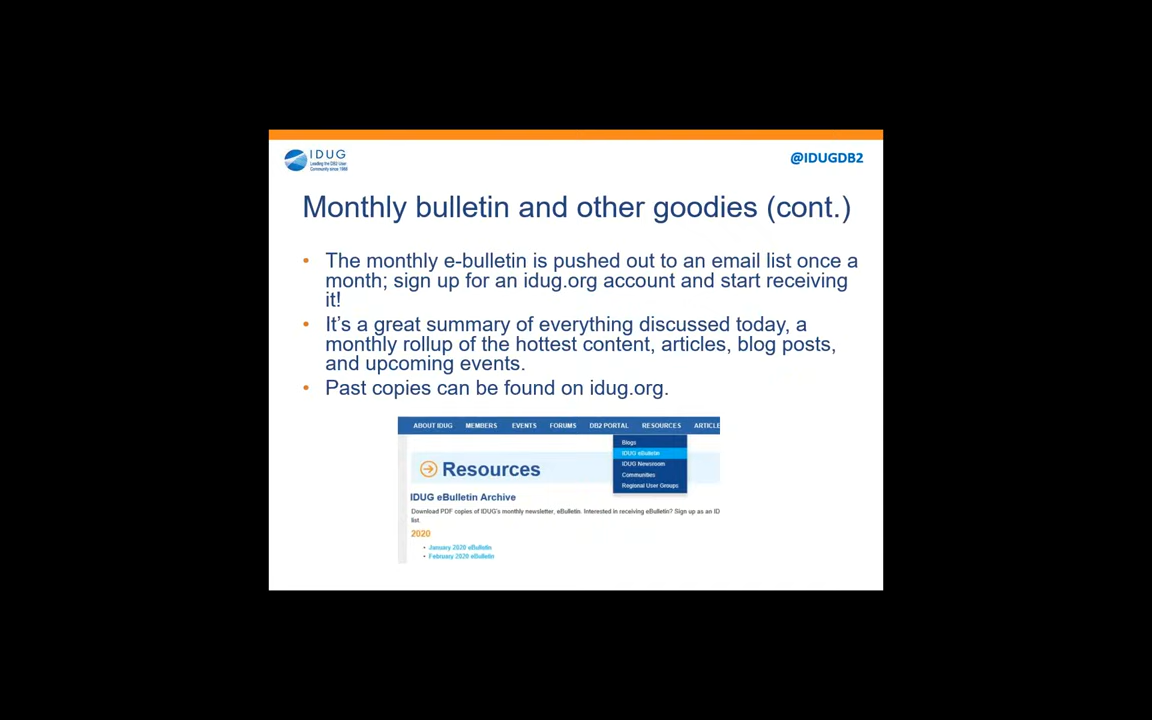 IDUG
Leading the DB2 User
Community since 1988
@IDUGDB2
Monthly bulletin and other goodies (cont.)
• The monthly e-bulletin is pushed out to an email list once a
month; sign up for an idug.org account and start receiving
it!
• It's a great summary of everything discussed today, a
monthly rollup of the hottest content, articles, blog posts,
and upcoming events.
• Past copies can be found on idug.org.
ABOUT IDUG MEMBERS EVENTS FORUMS DB2 PORTAL RESOURCES ARTICLE
Blogs
IDUG eBulletin
IDUG Newsroom
Communities
Regional User Groups
Resources
IDUG eBulletin Archive
Download PDF copies of IDUG's monthly newsletter, eBulletin. Interested in receiving eBulletin? Sign up as an ID
list.
2020
• January 2020 eBulletin
• February 2020 eBulletin